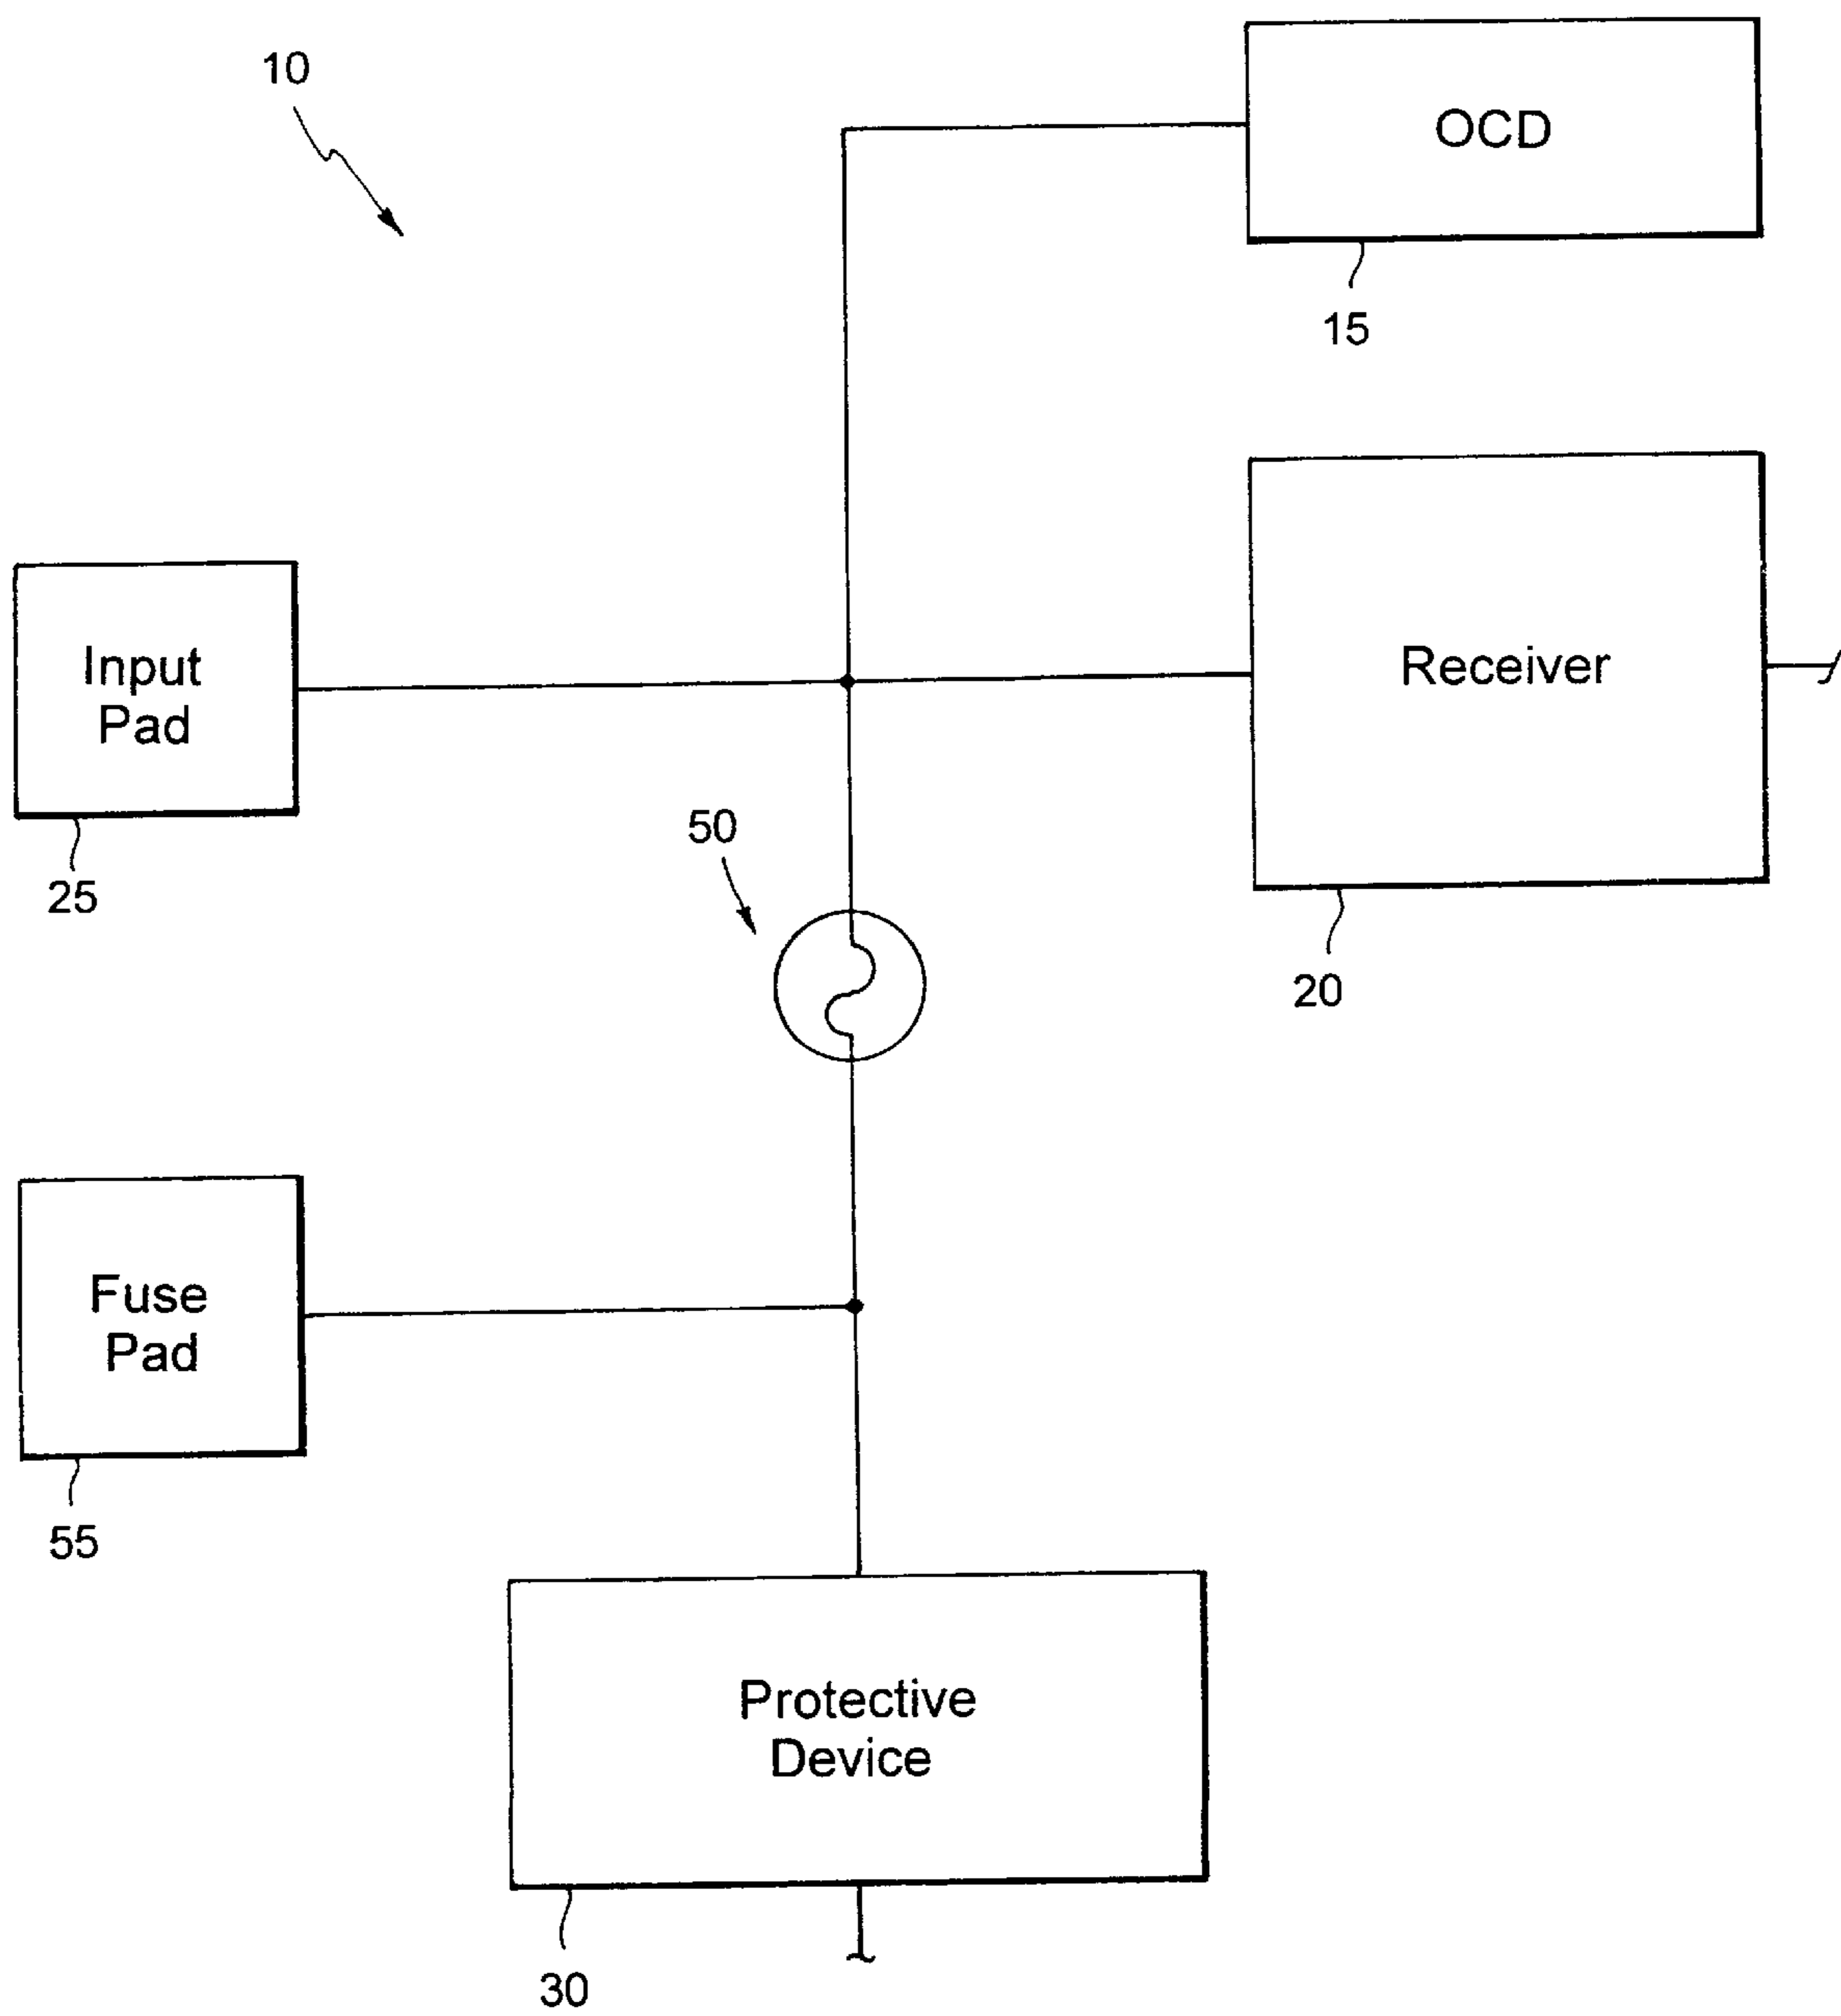 10
OCD
15
Input
Pad
25
Receiver
20
50
Fuse
Pad
55
Protective
Device
30